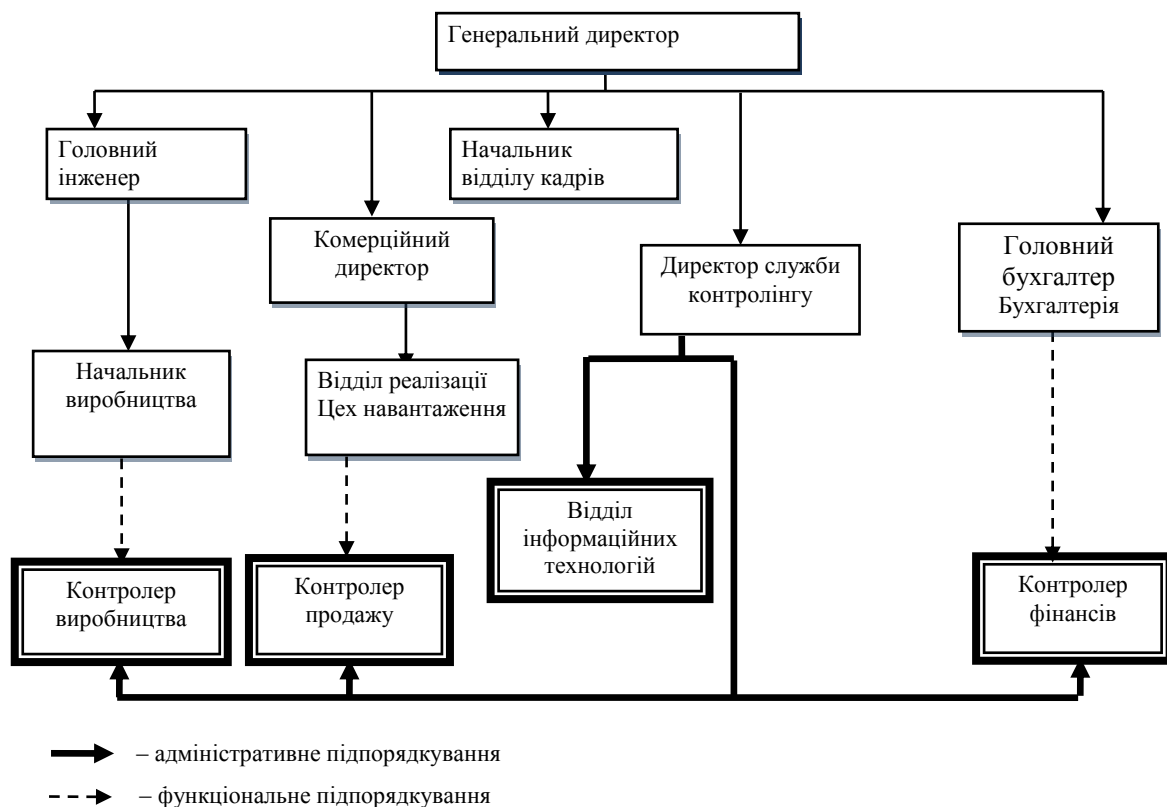 Генеральний директор
Головний
інженер
Начальник
відділу кадрів
Комерційний
директор
Директор служби
контролінгу
Головний
бухгалтер
Бухгалтерія
Начальник
виробництва
Відділ реалізації
Цех навантаження
Відділ
інформаційних
технологій
Контролер
виробництва
Контролер
продажу
Контролер
фінансів
– адміністративне підпорядкування
– функціональне підпорядкування